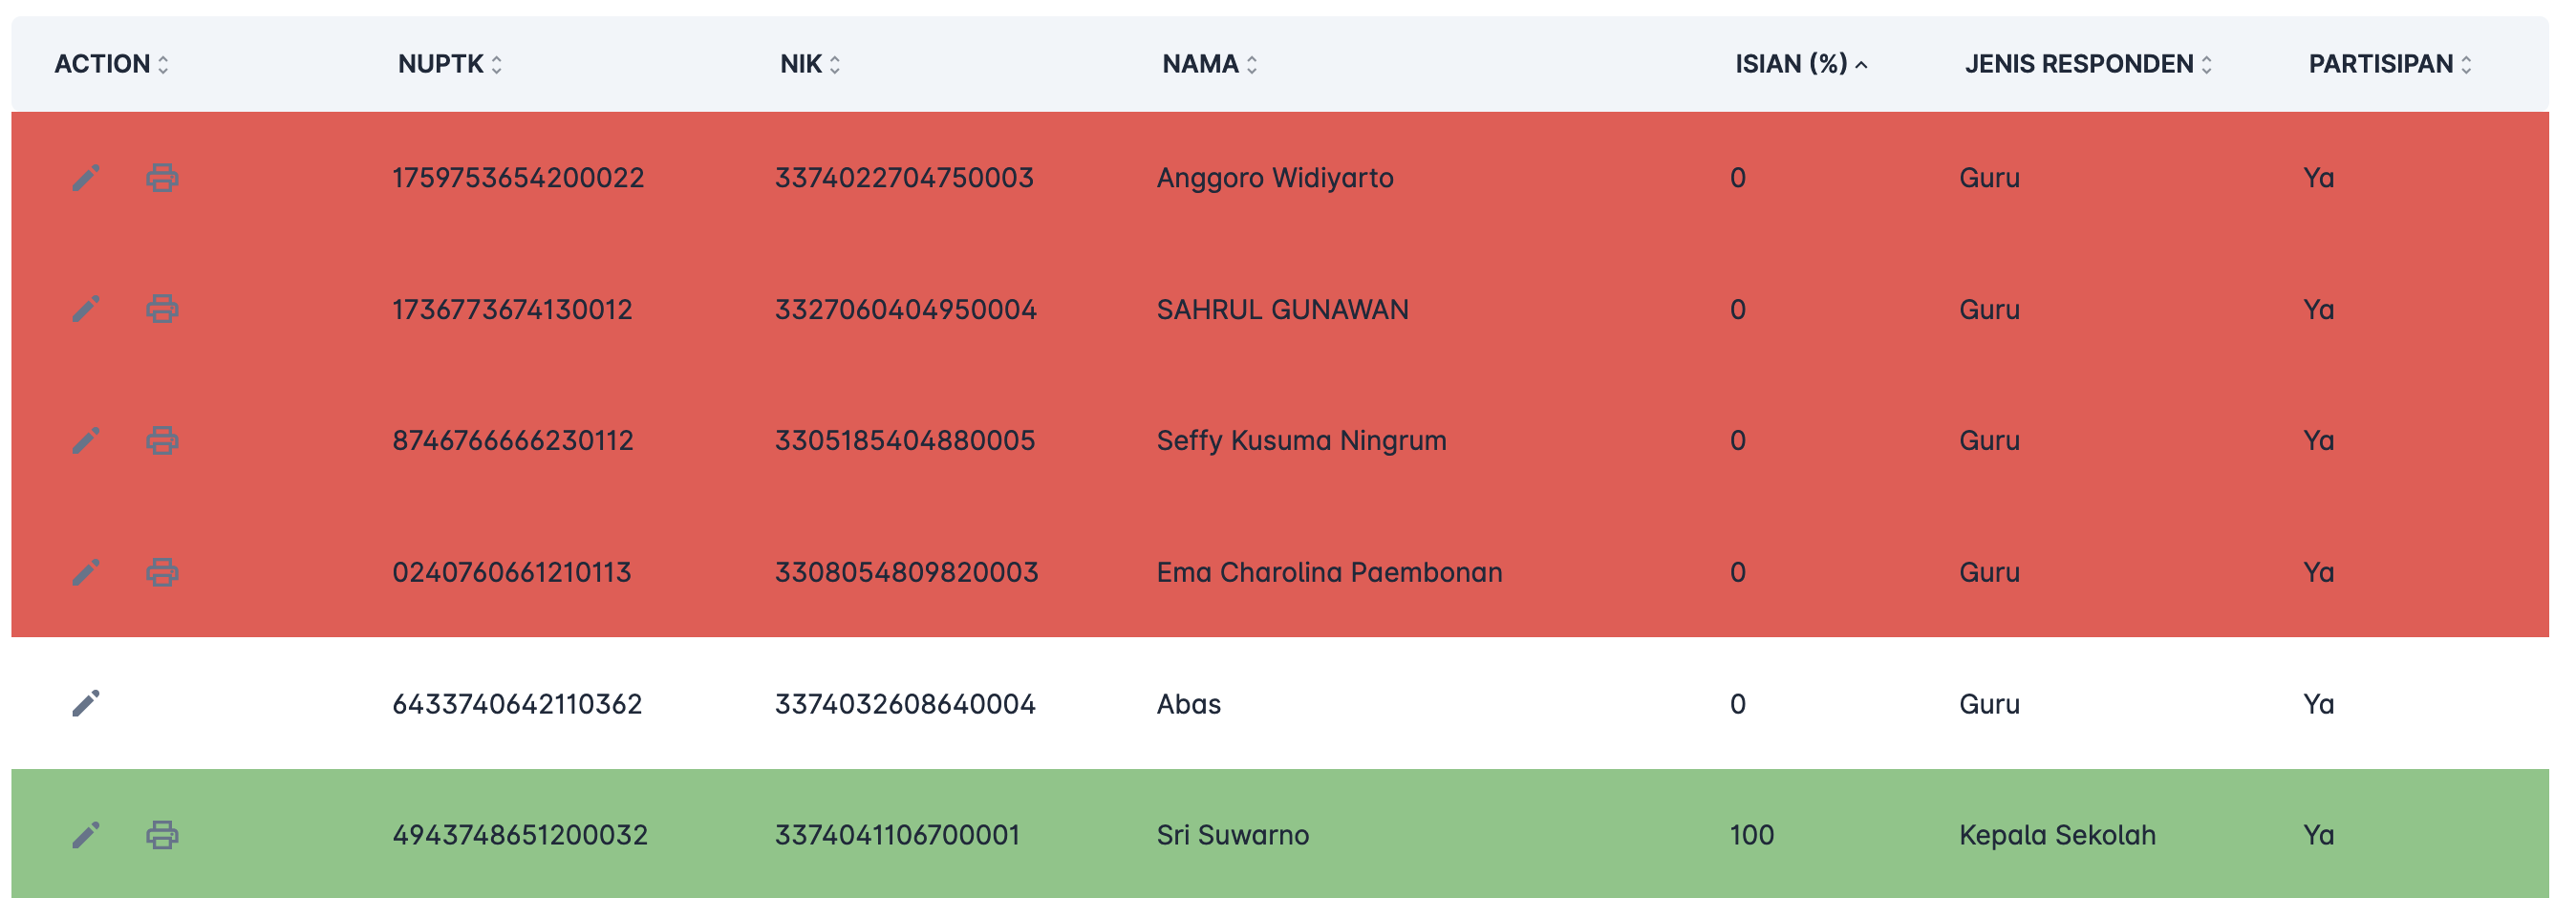 ACTION NUPTK NIK NAMA ISIAN (%) JENIS RESPONDEN PARTISIPAN
1759753654200022 3374022704750003 Anggoro Widiyarto 0 Guru Ya
1736773674130012 3327060404950004 SAHRUL GUNAWAN 0 Guru Ya
8746766666230112 3305185404880005 Seffy Kusuma Ningrum 0 Guru Ya
0240760661210113 3308054809820003 Ema Charolina Paembonan 0 Guru Ya
6433740642110362 3374032608640004 Abas 0 Guru Ya
4943748651200032 3374041106700001 Sri Suwarno 100 Kepala Sekolah Ya